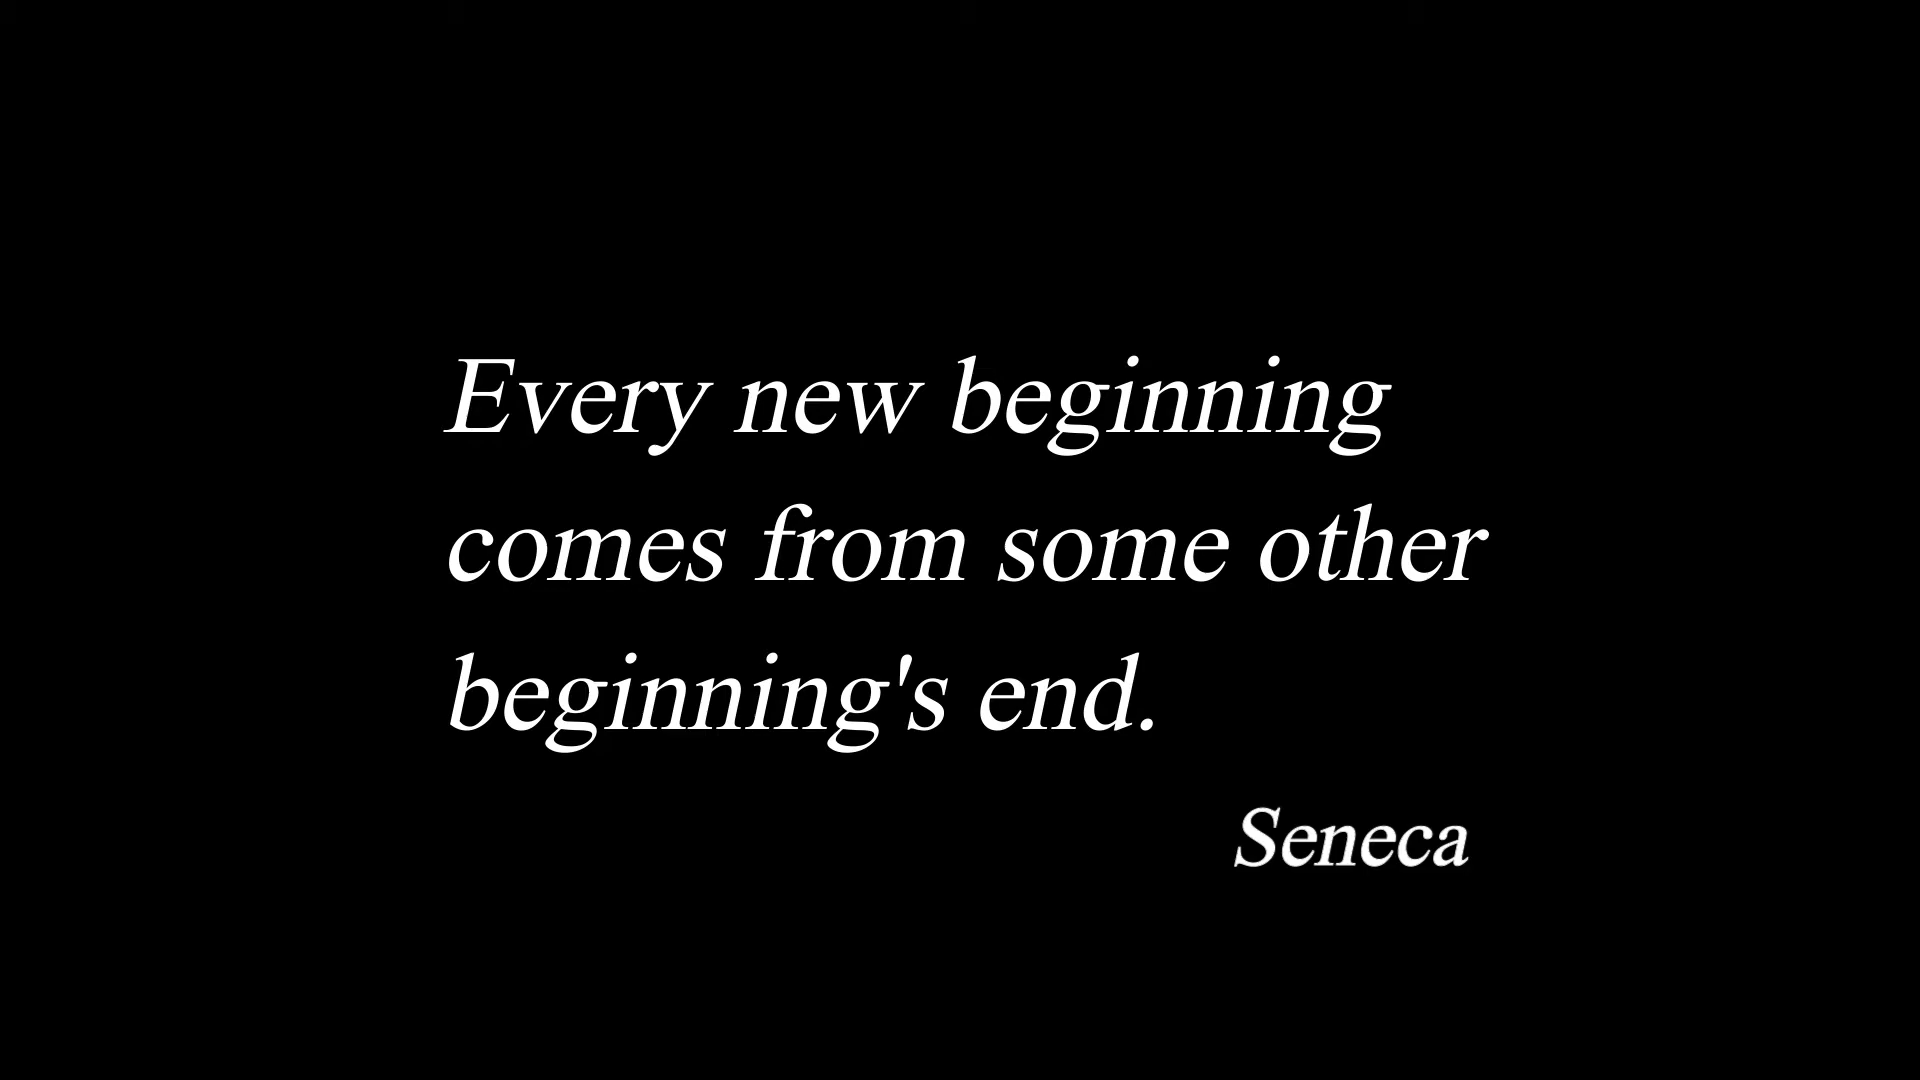 Every new beginning
comes from some other
beginning's end.
Seneca